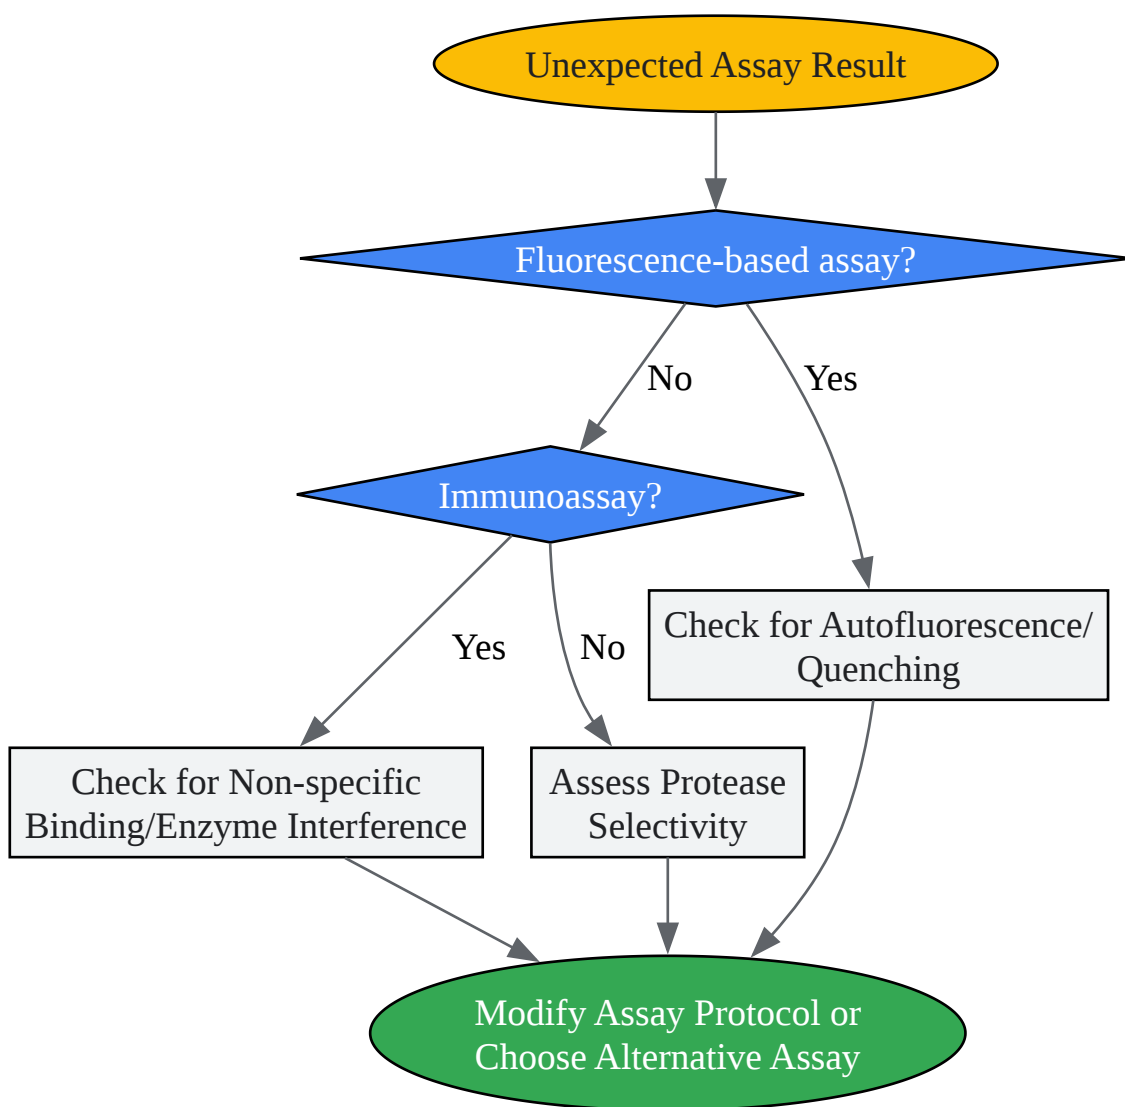 Unexpected Assay Result
Fluorescence-based assay?
No
Yes
Immunoassay?
Check for Autofluorescence/
Quenching
Yes
No
Check for Non-specific
Binding/Enzyme Interference
Assess Protease
Selectivity
Modify Assay Protocol or
Choose Alternative Assay